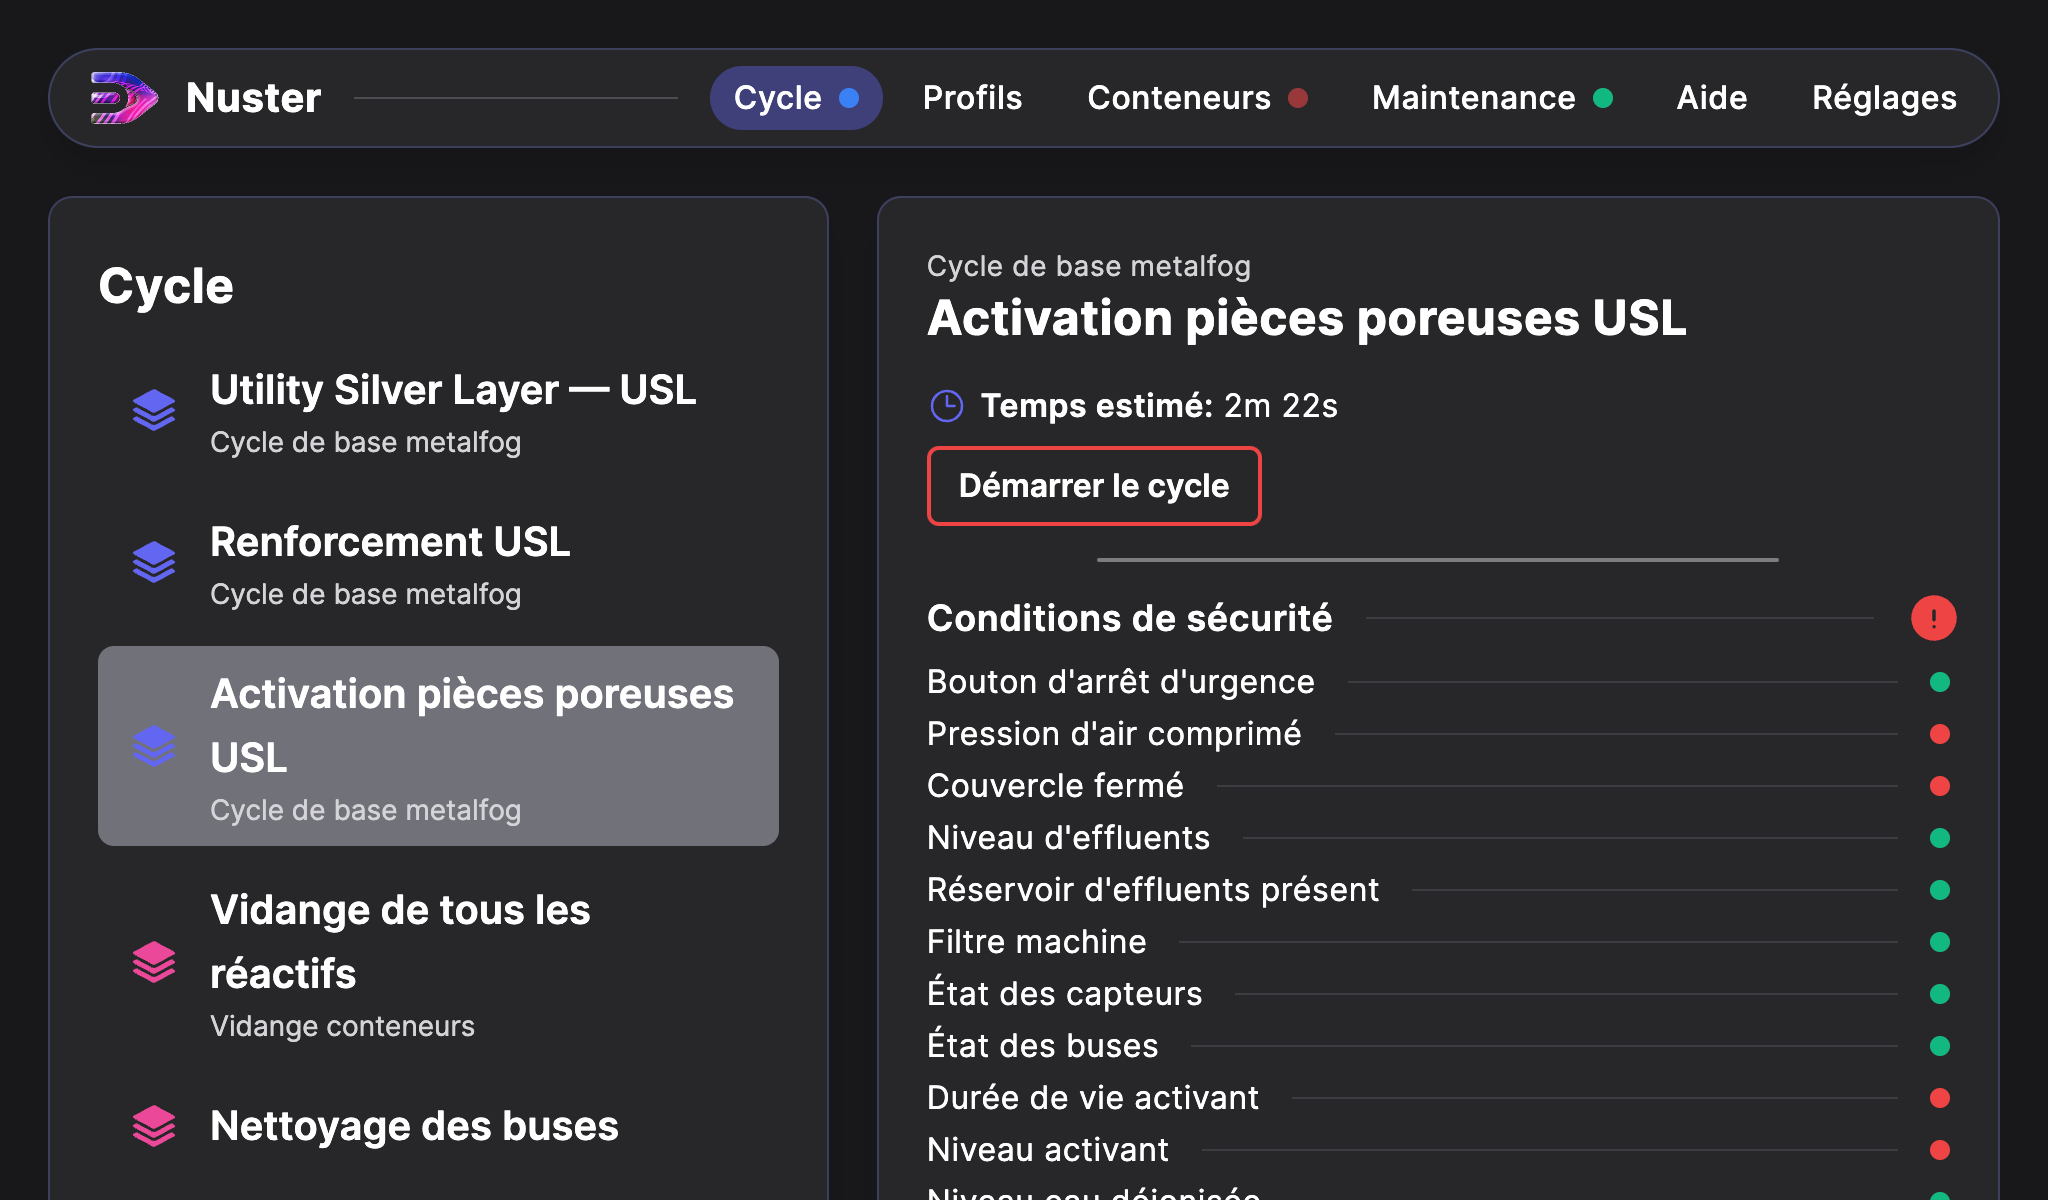 Nuster
Cycle
Profils
Conteneurs
Maintenance
Aide
Réglages
Cycle
Utility Silver Layer — USL
Cycle de base metalfog
Renforcement USL
Cycle de base metalfog
Activation pièces poreuses
USL
Cycle de base metalfog
Vidange de tous les
réactifs
Vidange conteneurs
Nettoyage des buses
Cycle de base metalfog
Activation pièces poreuses USL
Temps estimé: 2m 22s
Démarrer le cycle
Conditions de sécurité
Bouton d'arrêt d'urgence
Pression d'air comprimé
Couvercle fermé
Niveau d'effluents
Réservoir d'effluents présent
Filtre machine
État des capteurs
État des buses
Durée de vie activant
Niveau activant
Niveau eau déionisée